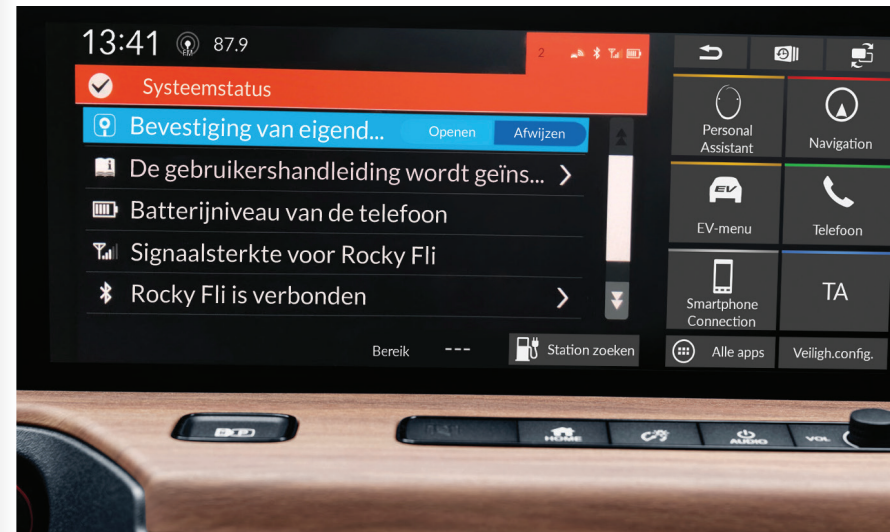 13:41 FM 87.9
2
Systeemstatus
Bevestiging van eigend... Openen Afwijzen
De gebruikershandleiding wordt geïns...
Batterijniveau van de telefoon
Signaalsterkte voor Rocky Fli
Rocky Fli is verbonden
Bereik --- Station zoeken
Personal
Assistant
Navigation
EV
EV-menu
Telefoon
Smartphone
Connection
TA
Alle apps
Veiligh.config.
HOME
AUDIO
VOL